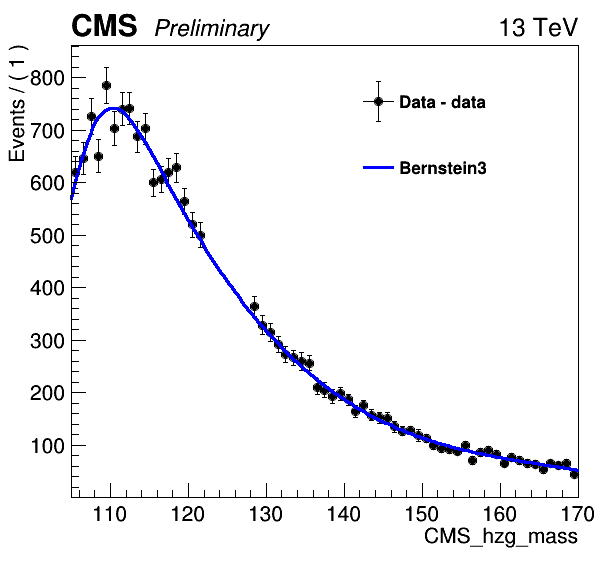 CMS Preliminary 13 TeV
Events / ( 1 )
800
700
600
500
400
300
200
100
Data - data
Bernstein3
110 120 130 140 150 160 170
CMS_hzg_mass